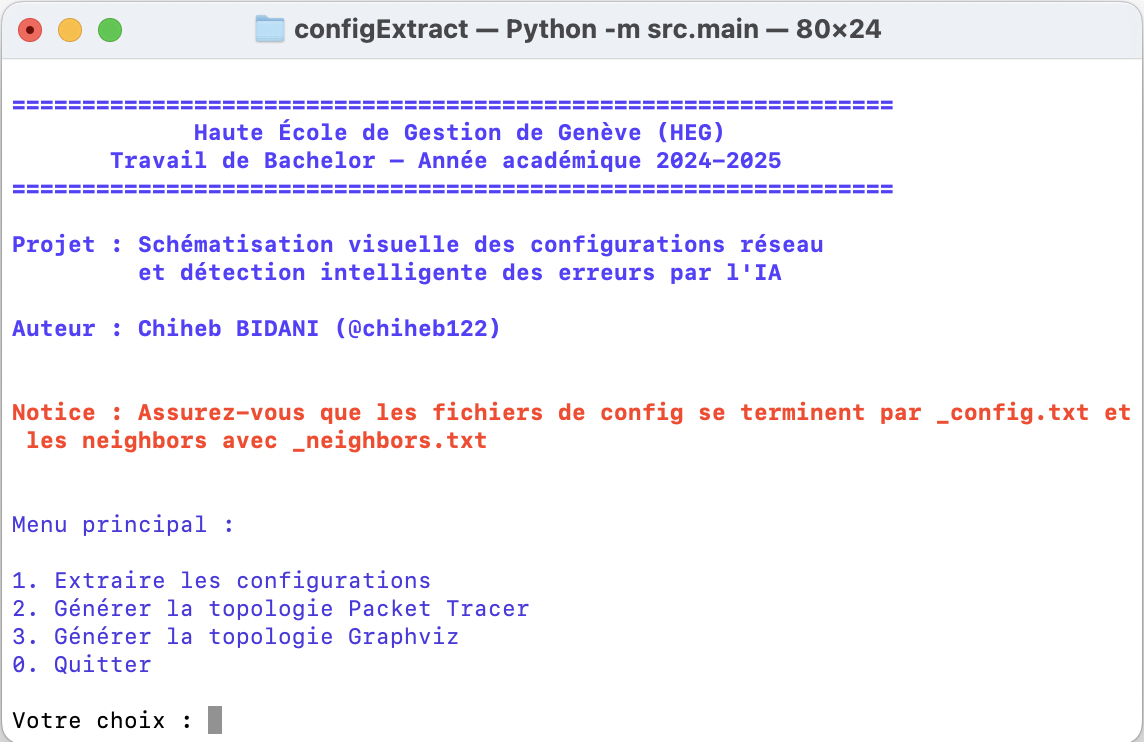 configExtract — Python -m src.main — 80×24
===============================================================
Haute École de Gestion de Genève (HEG)
Travail de Bachelor – Année académique 2024–2025
===============================================================
Projet : Schématisation visuelle des configurations réseau
et détection intelligente des erreurs par l'IA
Auteur : Chiheb BIDANI (@chiheb122)
Notice : Assurez-vous que les fichiers de config se terminent par _config.txt et
les neighbors avec _neighbors.txt
Menu principal :
1. Extraire les configurations
2. Générer la topologie Packet Tracer
3. Générer la topologie Graphviz
0. Quitter
Votre choix :